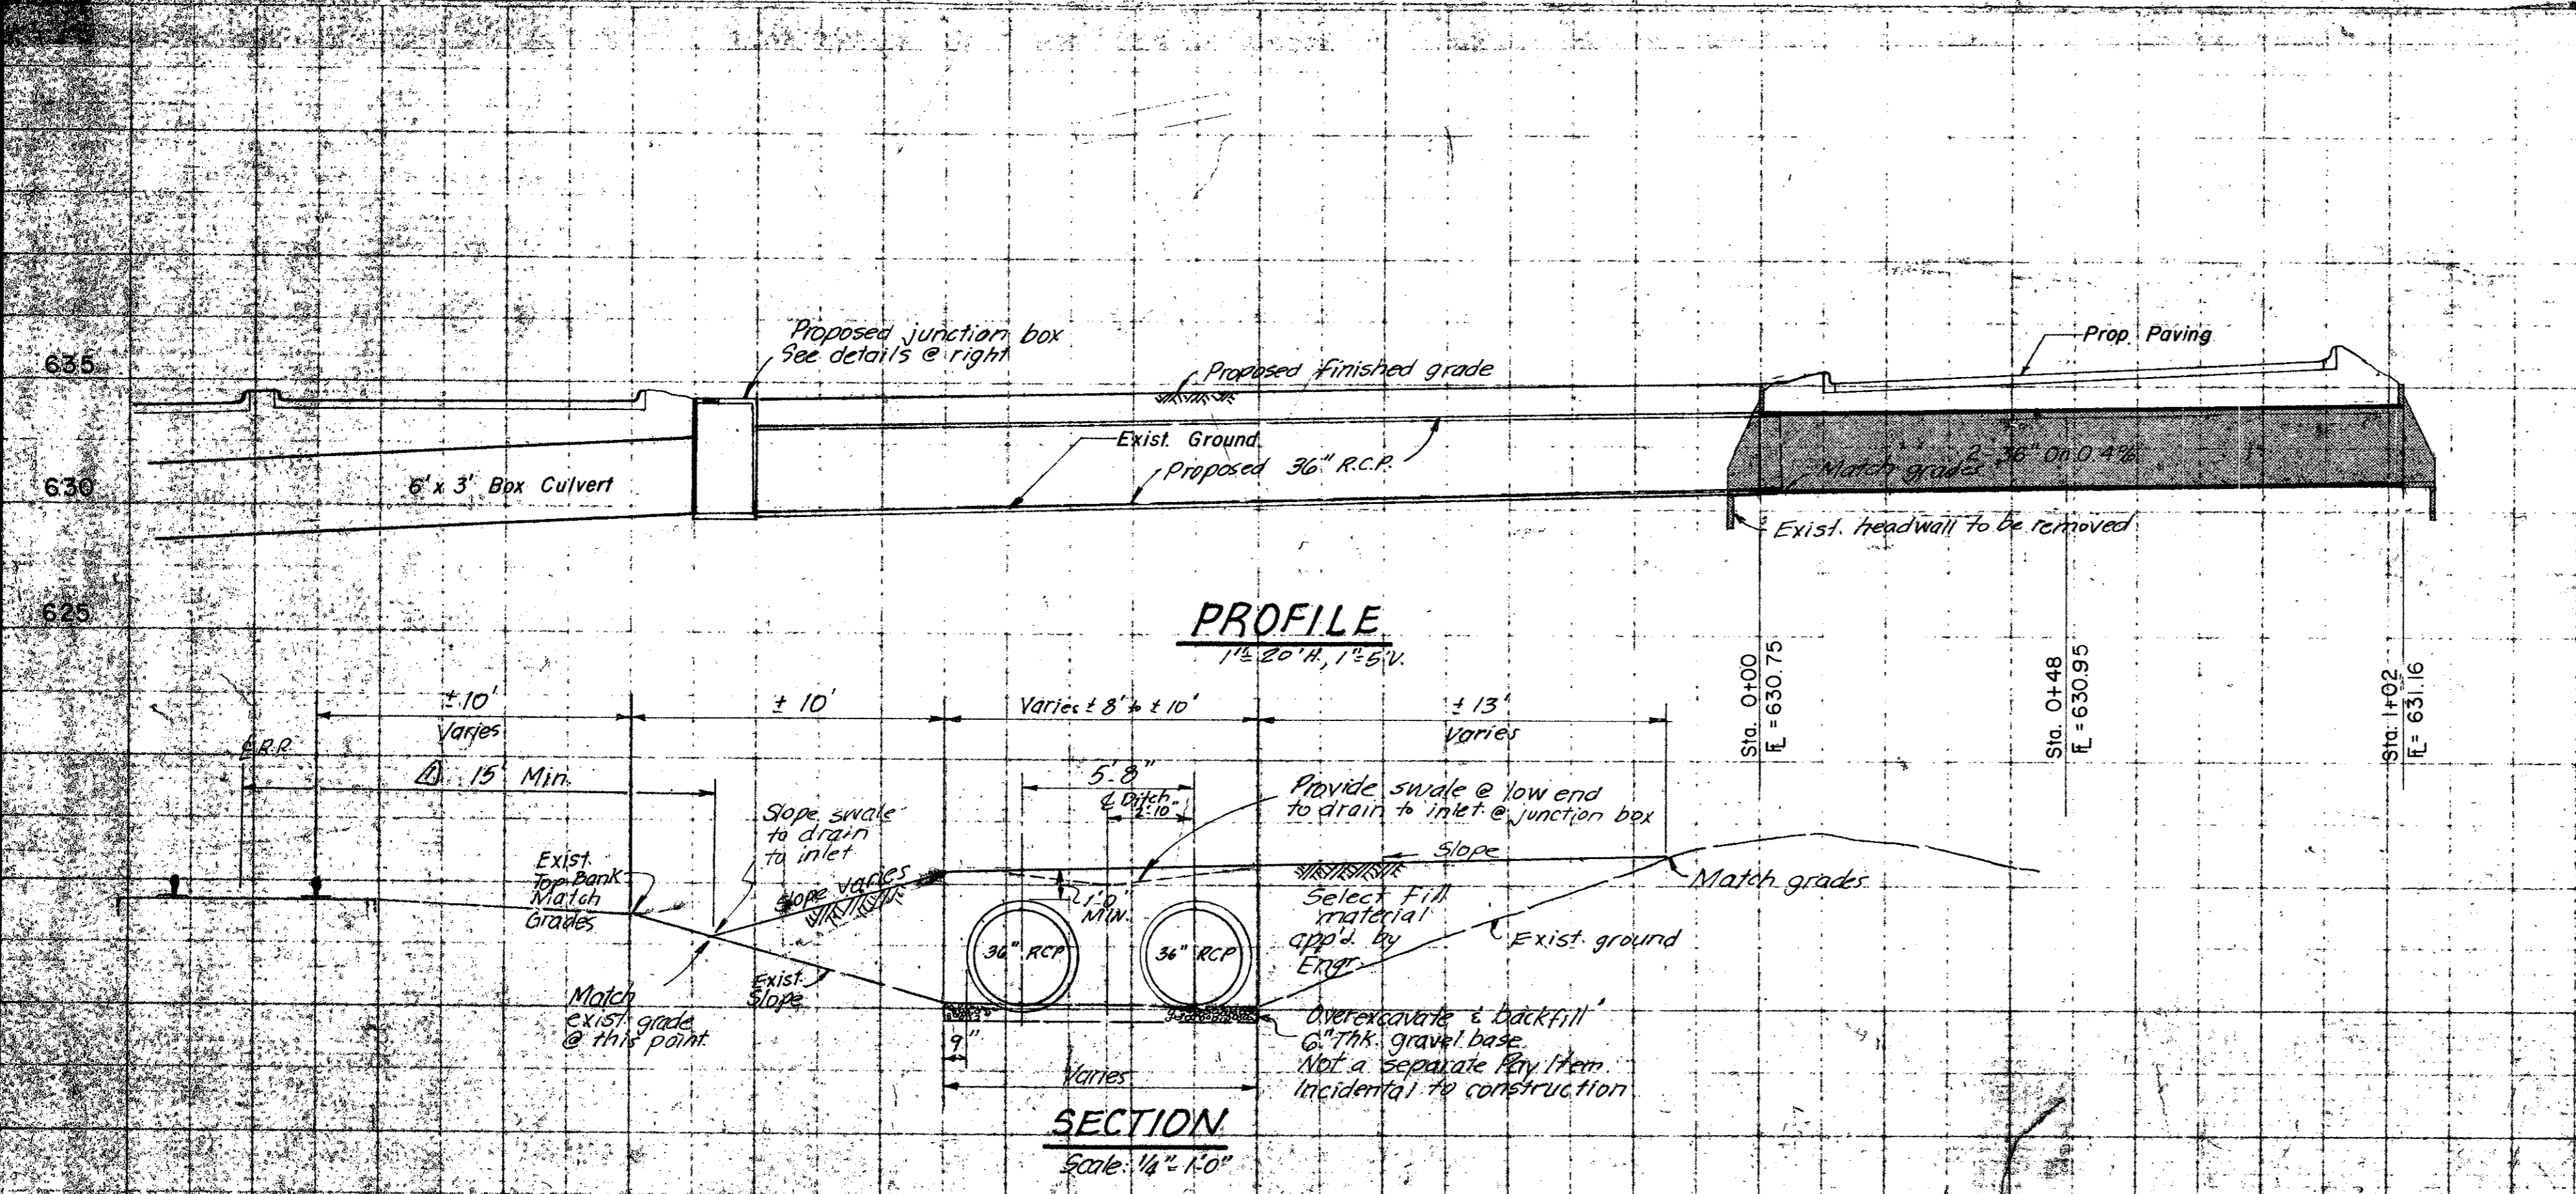 Proposed junction box
See details @ right
Prop. Paving
635
Proposed finished grade
Exist. Ground
Proposed 36" R.C.P.
630
6' x 3' Box Culvert
2-36" On 0.4%
Match grades
Exist. headwall to be removed
625
PROFILE
1"=20'H., 1"=5'V.
Sta. 0+00
FL = 630.75
Sta. 0+48
FL = 630.95
Sta. 1+02
FL = 631.16
±10'
Varies
± 10'
Varies ± 8' to ± 10'
± 13'
Varies
℄ R.R.
15' Min.
5'-8"
℄ Ditch
2'-10"
Provide swale @ low end
to drain to inlet @ junction box
Slope swale
to drain
to inlet
Exist.
Top Bank
Match
Grades
Slope varies
1'-0"
MIN.
Slope
Match grades
Select Fill
material
app'd. by
Engr.
36" RCP
36" RCP
Exist. ground
Match
exist. grade
@ this point
Exist.
Slope
Overexcavate & backfill
6" Thk. gravel base
Not a separate Pay Item.
Incidental to construction
9"
Varies
SECTION
Scale: 1/4"=1'-0"